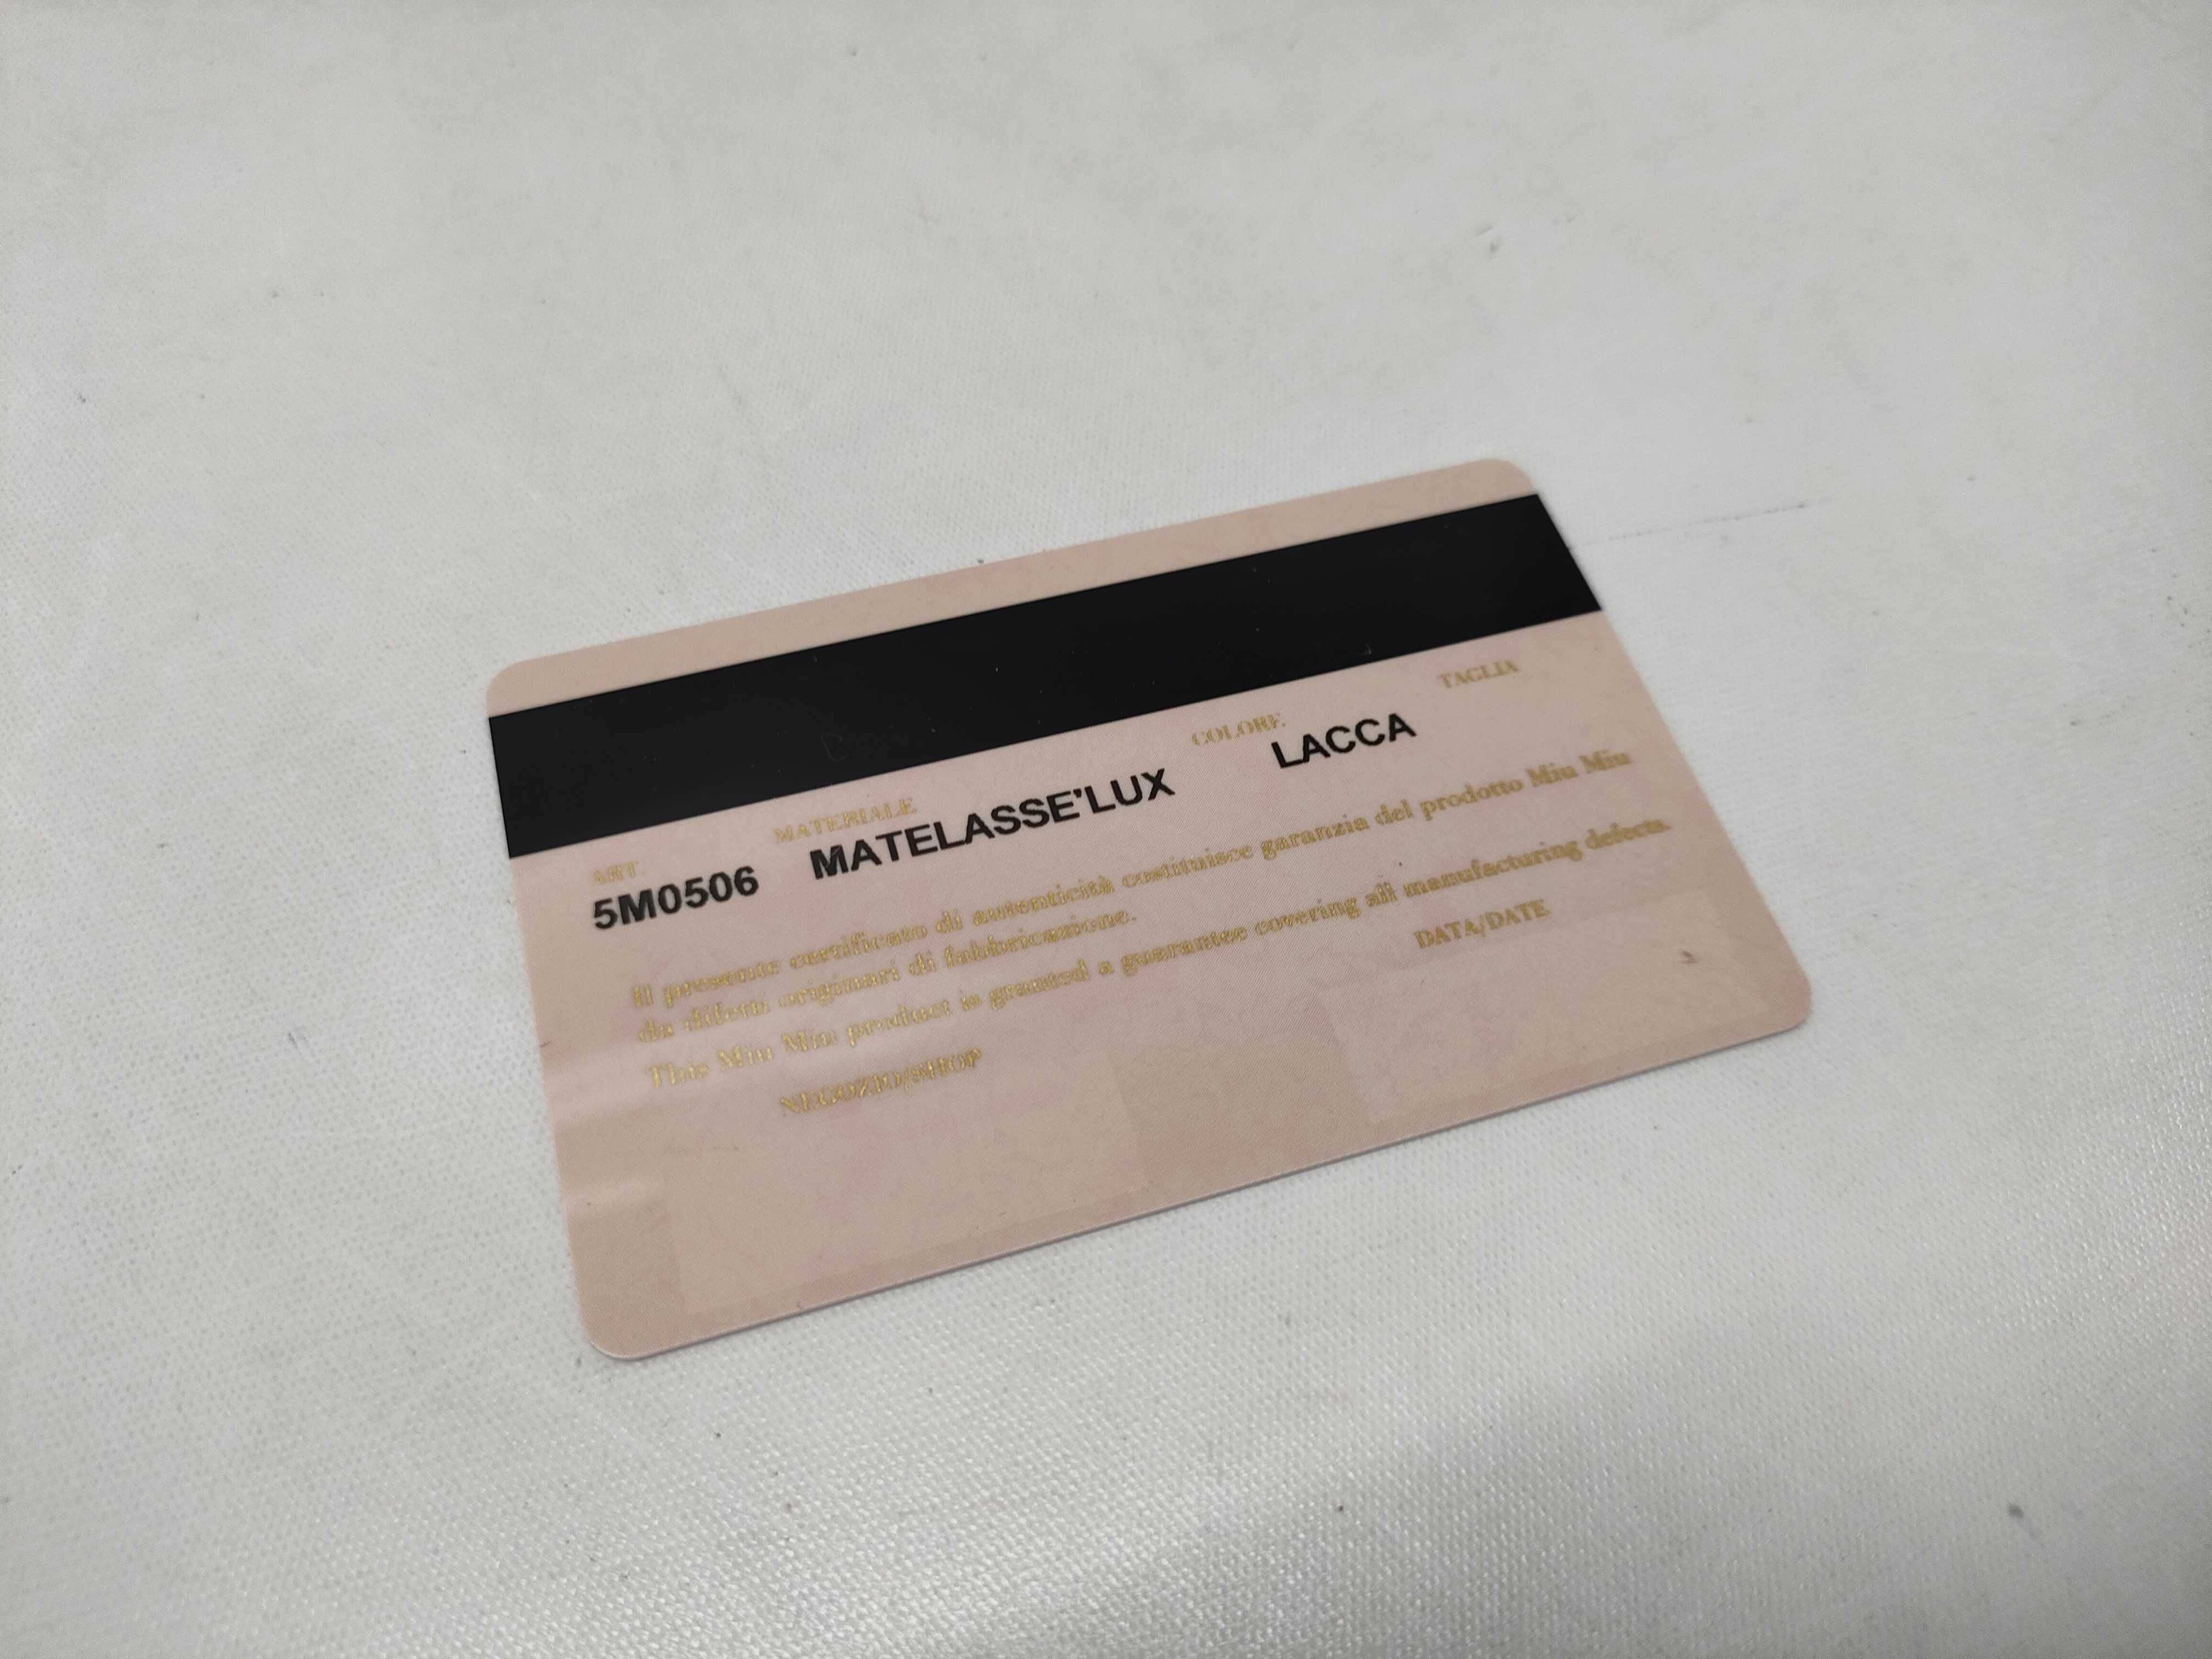 ART. MATERIALE COLORE TAGLIA
5M0506 MATELASSE'LUX LACCA
Il presente certificato di autenticità costituisce garanzia del prodotto Miu Miu
da difetti originari di fabbricazione.
This Miu Miu product is granted a guarantee covering all manufacturing defects.
NEGOZIO/SHOP DATA/DATE